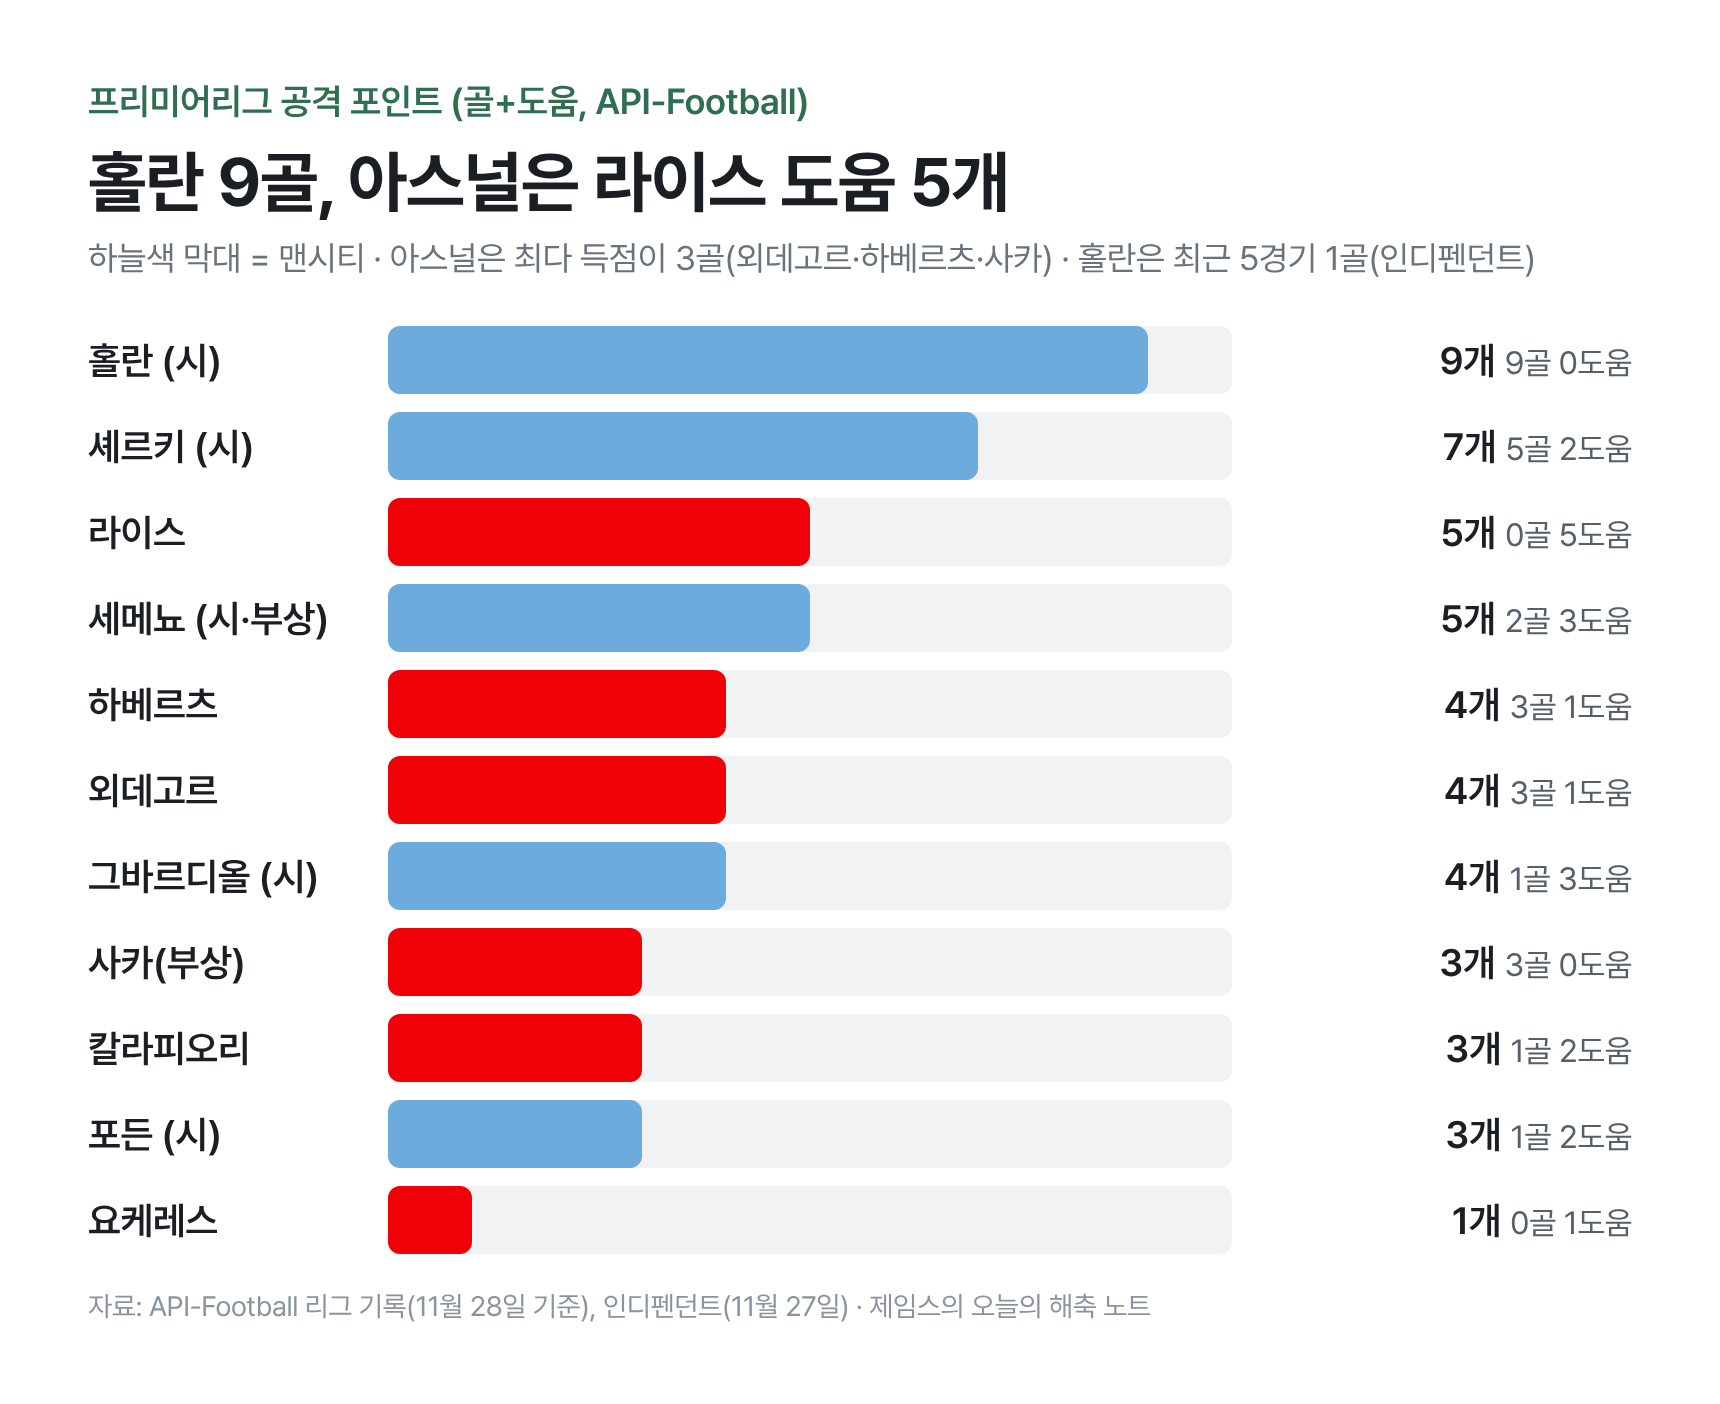 프리미어리그 공격 포인트 (골+도움, API-Football)
홀란 9골, 아스널은 라이스 도움 5개
하늘색 막대 = 맨시티 · 아스널은 최다 득점이 3골(외데고르·하베르츠·사카) · 홀란은 최근 5경기 1골(인디펜던트)
홀란 (시) 9개 9골 0도움
셰르키 (시) 7개 5골 2도움
라이스 5개 0골 5도움
세메뇨 (시·부상) 5개 2골 3도움
하베르츠 4개 3골 1도움
외데고르 4개 3골 1도움
그바르디올 (시) 4개 1골 3도움
사카(부상) 3개 3골 0도움
칼라피오리 3개 1골 2도움
포든 (시) 3개 1골 2도움
요케레스 1개 0골 1도움
자료: API-Football 리그 기록(11월 28일 기준), 인디펜던트(11월 27일) · 제임스의 오늘의 해축 노트